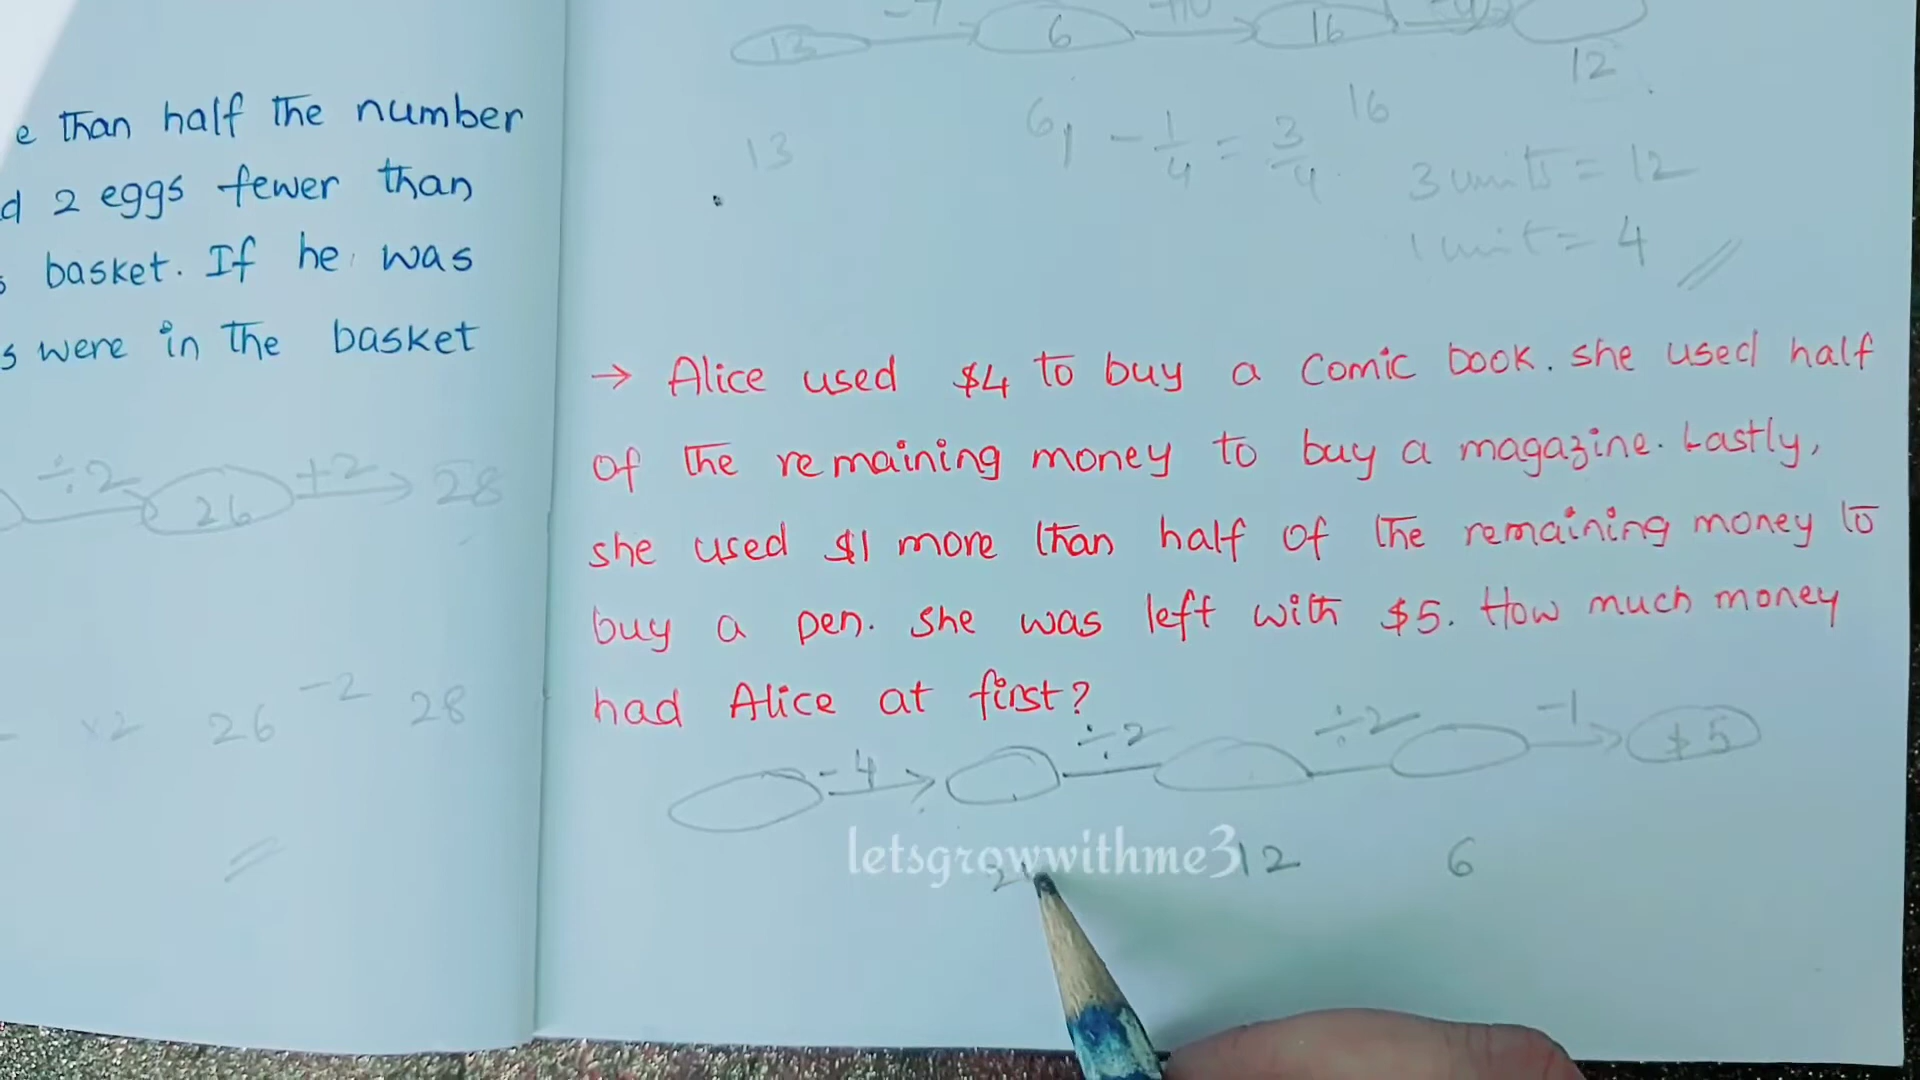 e than half the number
d 2 eggs fewer than
s basket. If he was
s were in the basket
÷2 26 +2 28
×2 26 -2 28
-7 +10
13 6 16
12
13 6 16
1 - 1/4 = 3/4
3 units = 12
1 unit = 4
→ Alice used $4 to buy a comic book. she used half
of the remaining money to buy a magazine. Lastly,
she used $1 more than half of the remaining money to
buy a pen. she was left with $5. How much money
had Alice at first?
-4 ÷2 ÷2 -1 $5
letsgrowwithme3
12 6